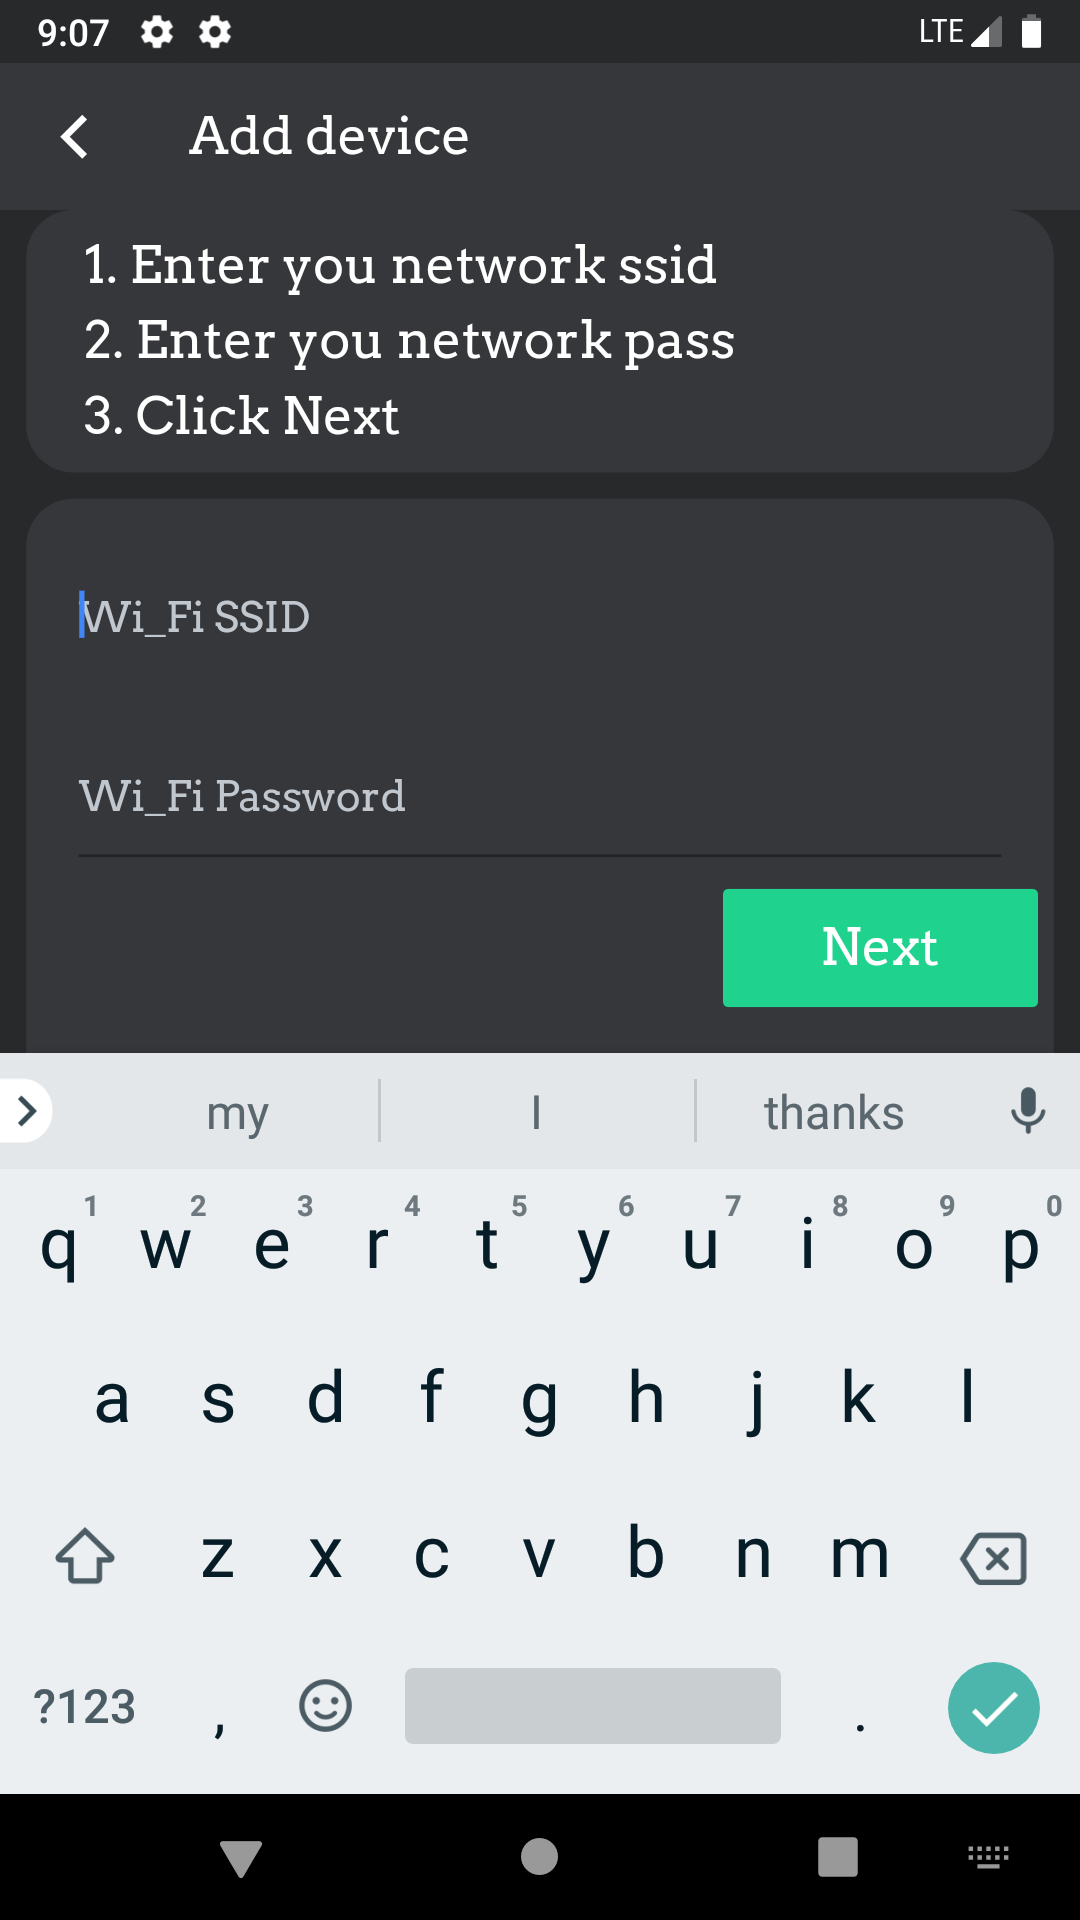 9:07 LTE
Add device
1. Enter you network ssid
2. Enter you network pass
3. Click Next
Wi_Fi SSID
Wi_Fi Password
Next
my I thanks
1 2 3 4 5 6 7 8 9 0
q w e r t y u i o p
a s d f g h j k l
z x c v b n m
?123 , .